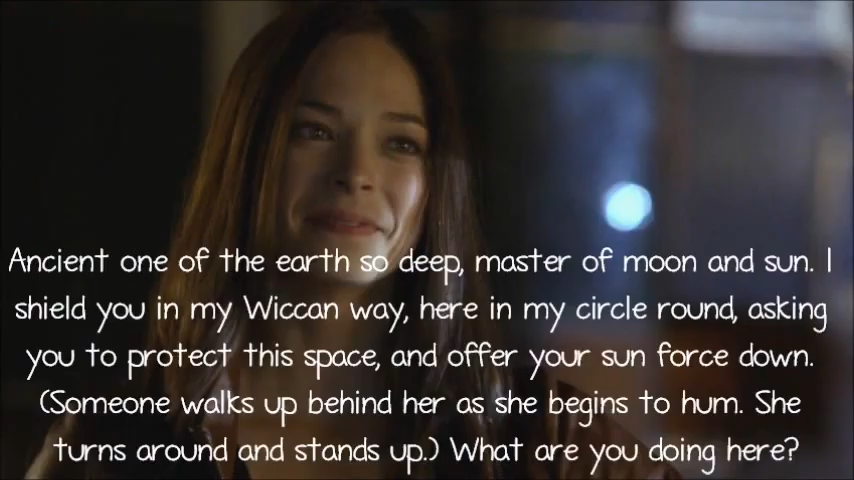 Ancient one of the earth so deep, master of moon and sun. I
shield you in my Wiccan way, here in my circle round, asking
you to protect this space, and offer your sun force down.
(Someone walks up behind her as she begins to hum. She
turns around and stands up.) What are you doing here?